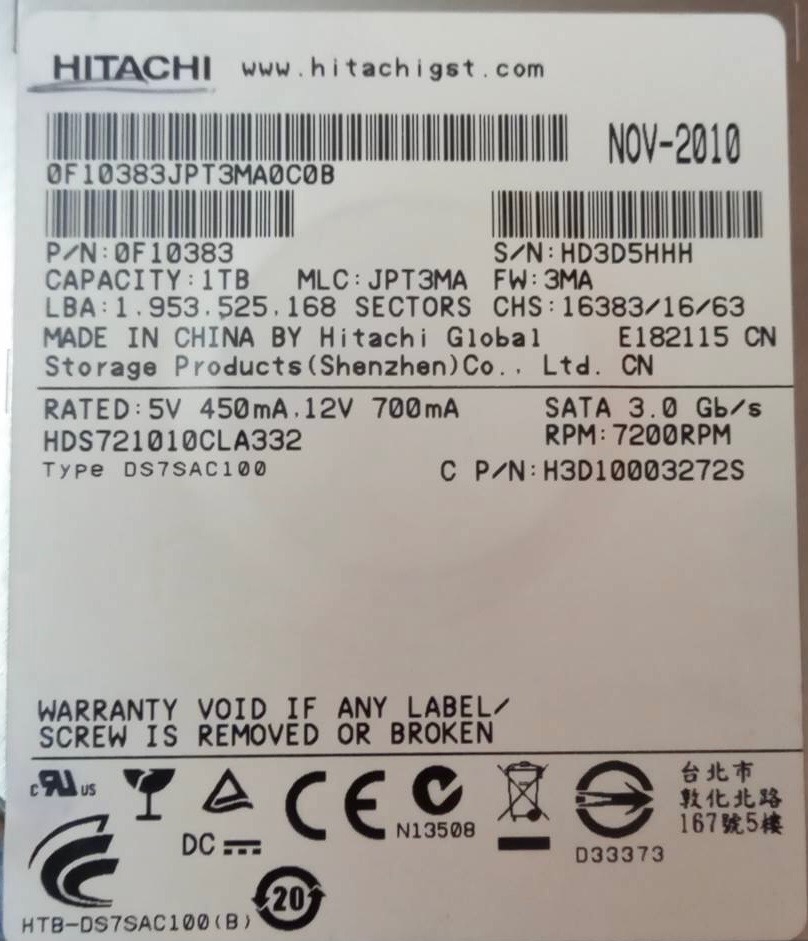 HITACHI www.hitachigst.com
NOV-2010
0F10383JPT3MA0C0B
P/N:0F10383 S/N:HD3D5HHH
CAPACITY:1TB MLC:JPT3MA FW:3MA
LBA:1.953.525.168 SECTORS CHS:16383/16/63
MADE IN CHINA BY Hitachi Global E182115 CN
Storage Products(Shenzhen)Co., Ltd. CN
RATED:5V 450mA.12V 700mA SATA 3.0 Gb/s
HDS721010CLA332 RPM:7200RPM
Type DS7SAC100 C P/N:H3D10003272S
WARRANTY VOID IF ANY LABEL/
SCREW IS REMOVED OR BROKEN
c RU US CE N13508 D33373
台北市
敦化北路
167號5樓
DC
20
HTB-DS7SAC100(B)